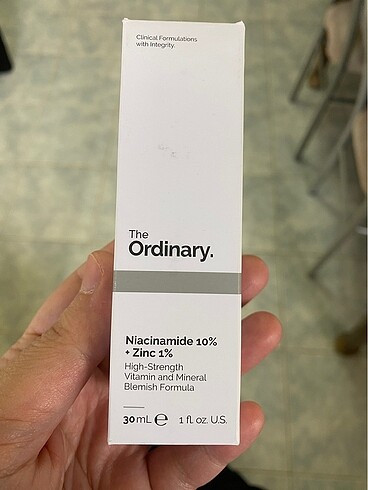 Clinical Formulations
with Integrity.
The
Ordinary.
Niacinamide 10%
+ Zinc 1%
High-Strength
Vitamin and Mineral
Blemish Formula
30mL ℮ 1 fl. oz. U.S.